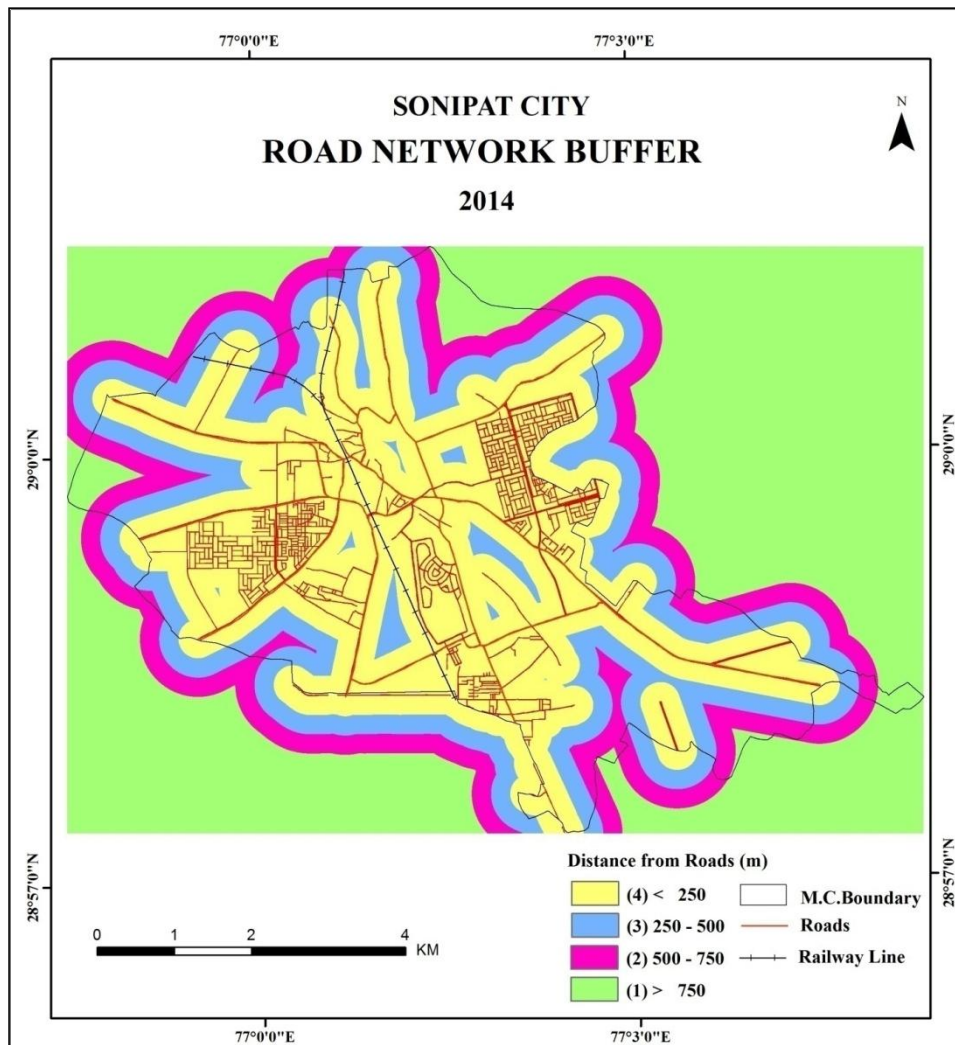 77°0'0"E 77°3'0"E
SONIPAT CITY
N
ROAD NETWORK BUFFER
2014
29°0'0"N
29°0'0"N
28°57'0"N
28°57'0"N
Distance from Roads (m)
(4) < 250
(3) 250 - 500
(2) 500 - 750
(1) > 750
M.C.Boundary
Roads
Railway Line
0 1 2 4
KM
77°0'0"E 77°3'0"E